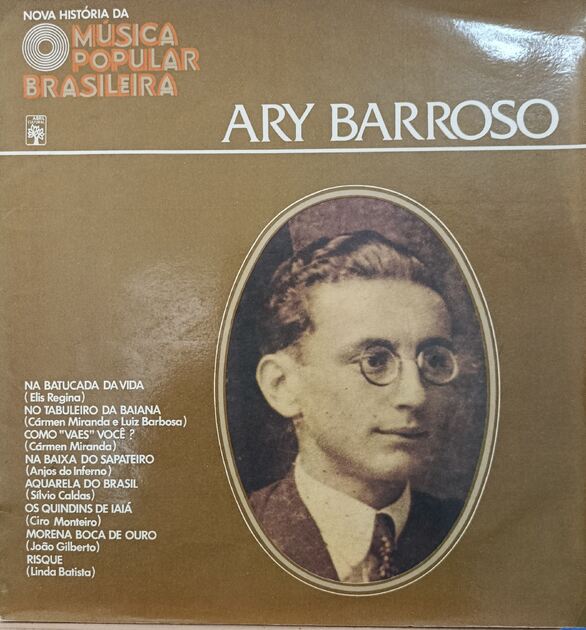 NOVA HISTÓRIA DA
MÚSICA
POPULAR
BRASILEIRA
ABRIL
CULTURAL
ARY BARROSO
NA BATUCADA DA VIDA
(Elis Regina)
NO TABULEIRO DA BAIANA
(Cármen Miranda e Luiz Barbosa)
COMO "VAES" VOCÊ ?
(Cármen Miranda)
NA BAIXA DO SAPATEIRO
(Anjos do Inferno)
AQUARELA DO BRASIL
(Sílvio Caldas)
OS QUINDINS DE IAIÁ
(Ciro Monteiro)
MORENA BOCA DE OURO
(João Gilberto)
RISQUE
(Linda Batista)